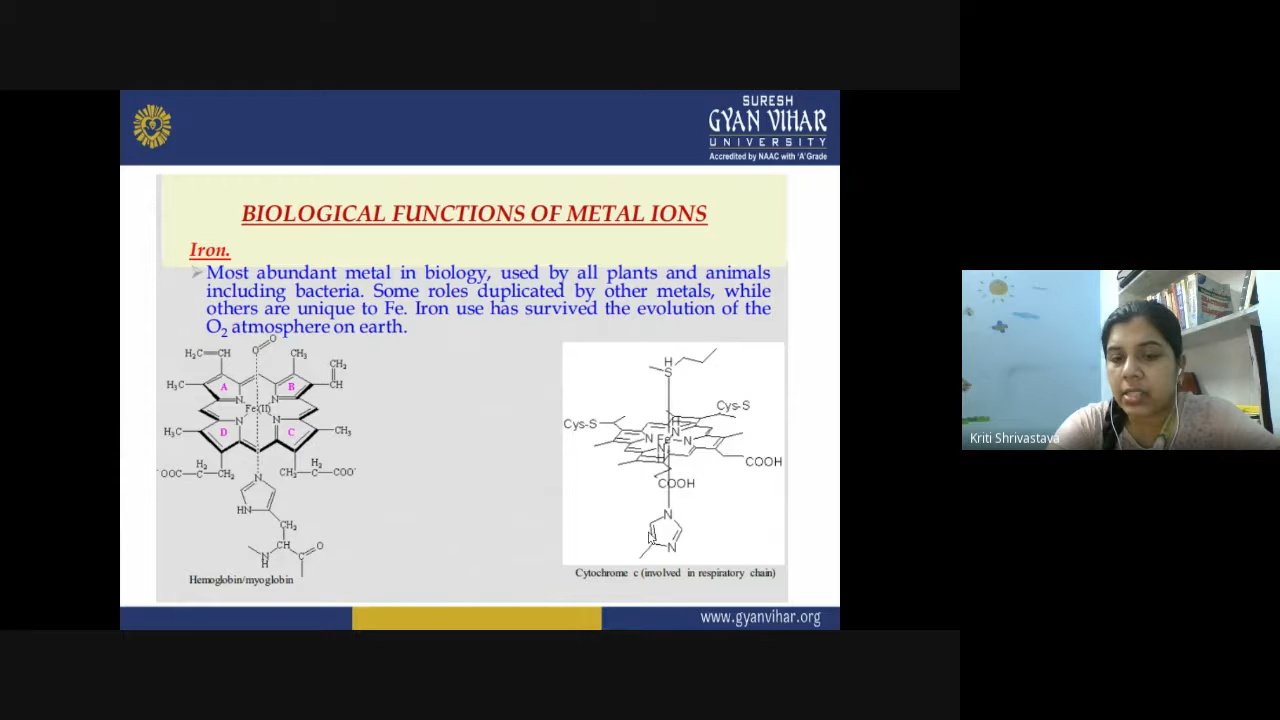 SURESH
GYAN VIHAR
UNIVERSITY
Accredited by NAAC with 'A' Grade
BIOLOGICAL FUNCTIONS OF METAL IONS
Iron.
Most abundant metal in biology, used by all plants and animals
including bacteria. Some roles duplicated by other metals, while
others are unique to Fe. Iron use has survived the evolution of the
O2 atmosphere on earth.
O
O
H2C CH
CH3
CH2
H3C
A
B
CH
N
N
Fe(II)
N
N
H3C
D
C
CH3
-OOC
H2
C
CH2
CH2
H2
C
COO-
N
HN
CH2
CH
O
N
H
C
Hemoglobin/myoglobin
H
S
Cys-S
Cys-S
N
N
Fe
N
N
COOH
COOH
N
N
Cytochrome c (involved in respiratory chain)
www.gyanvihar.org
Kriti Shrivastava